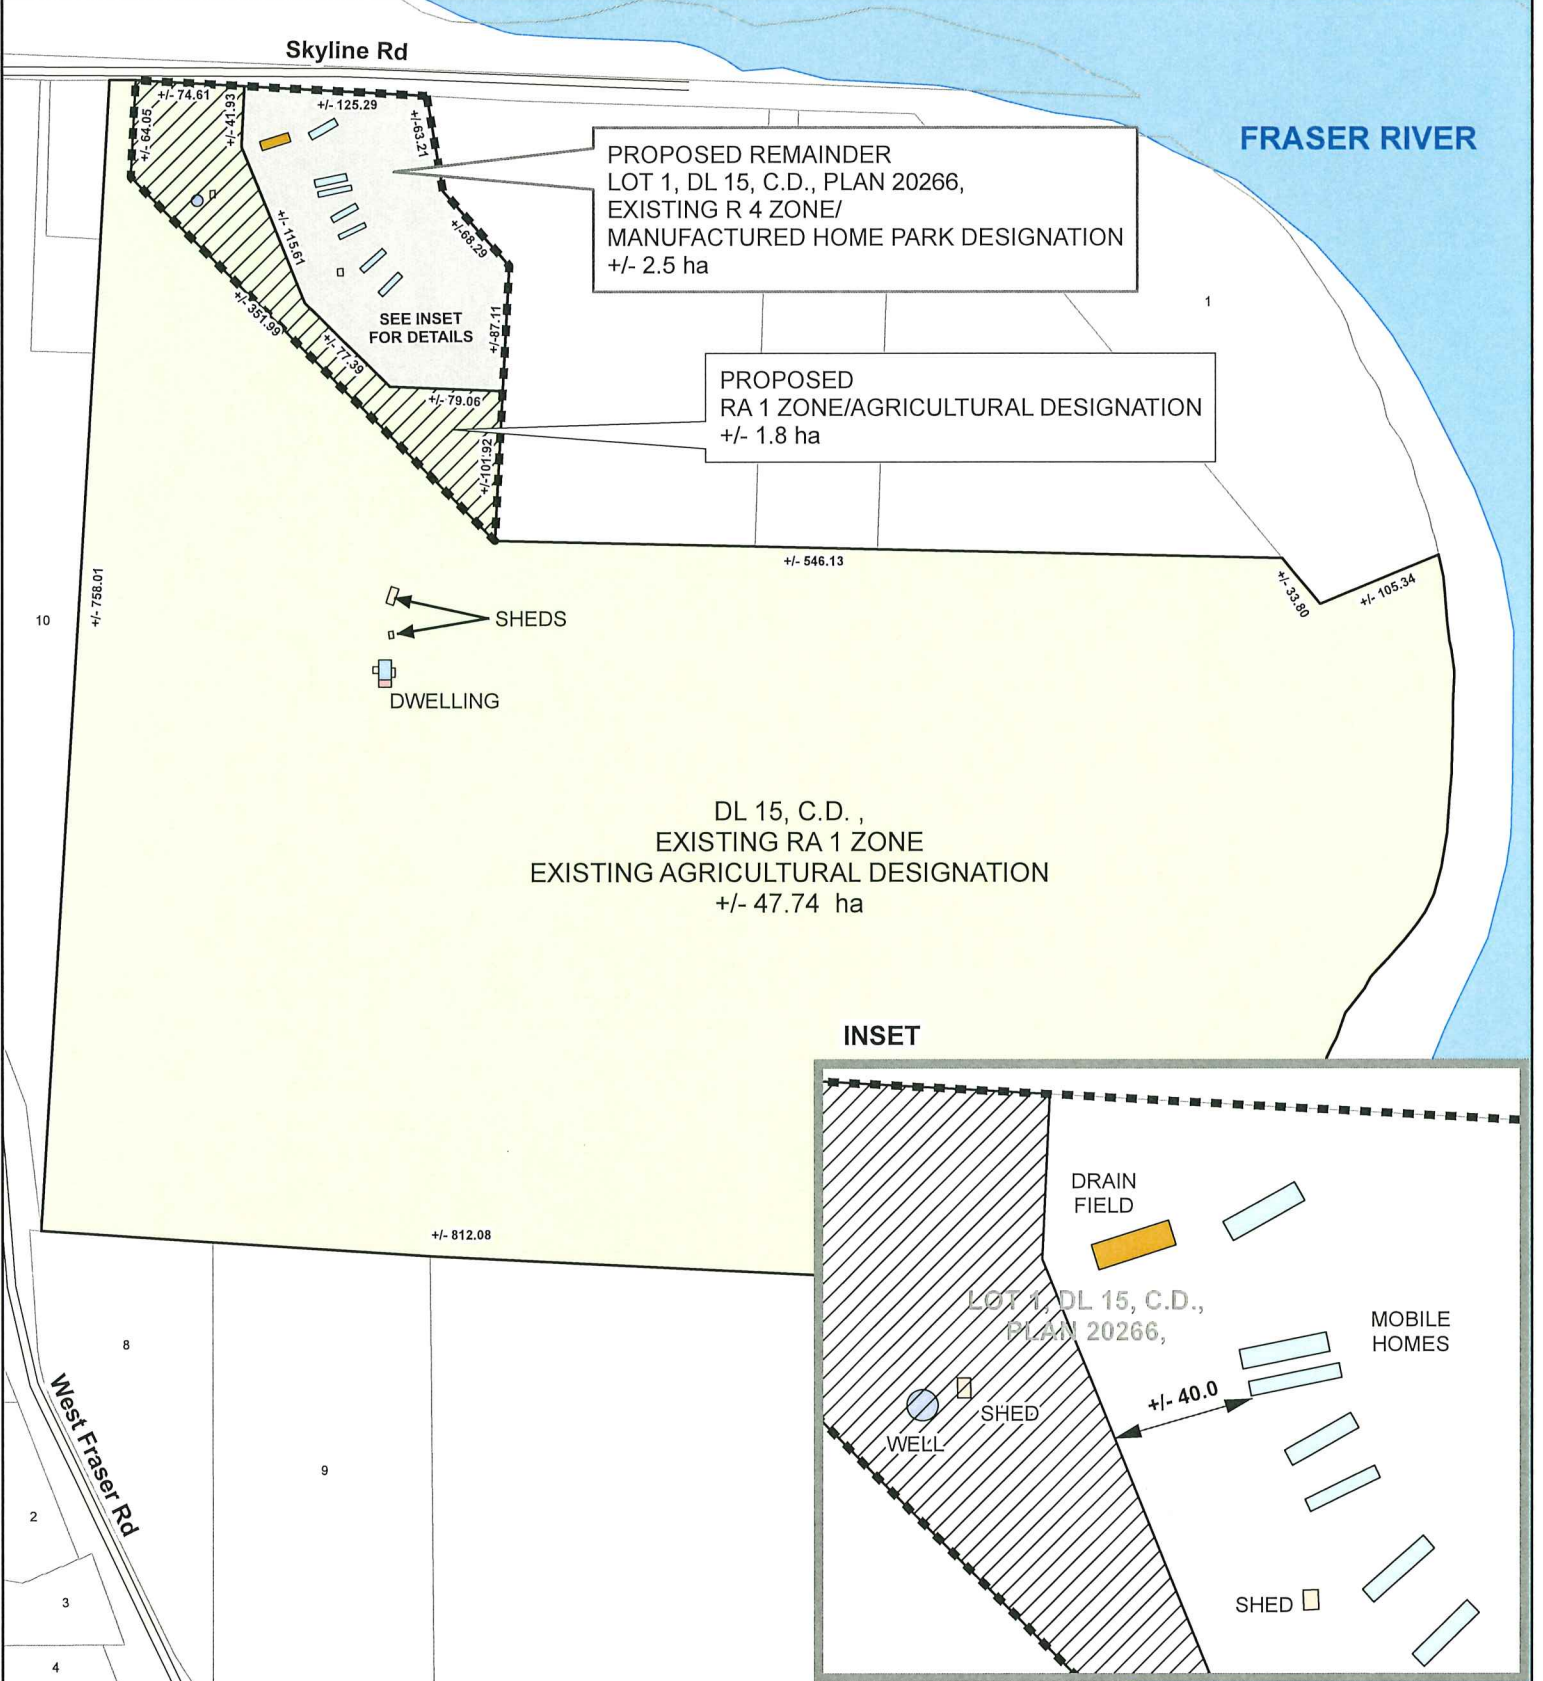 Skyline Rd
FRASER RIVER
+/- 74.61
+/- 125.29
+/- 64.05
+/- 41.93
+/-63.21
PROPOSED REMAINDER
LOT 1, DL 15, C.D., PLAN 20266,
EXISTING R 4 ZONE/
MANUFACTURED HOME PARK DESIGNATION
+/- 2.5 ha
+/- 115.61
+/-68.29
+/- 351.99
SEE INSET
FOR DETAILS
+/-87.11
1
+/- 77.39
+/- 79.06
PROPOSED
RA 1 ZONE/AGRICULTURAL DESIGNATION
+/- 1.8 ha
+/-101.92
+/- 546.13
+/- 33.80
+/- 105.34
+/- 758.01
10
SHEDS
DWELLING
DL 15, C.D. ,
EXISTING RA 1 ZONE
EXISTING AGRICULTURAL DESIGNATION
+/- 47.74 ha
INSET
+/- 812.08
DRAIN
FIELD
LOT 1, DL 15, C.D.,
PLAN 20266,
MOBILE
HOMES
+/- 40.0
SHED
WELL
SHED
8
West Fraser Rd
9
2
3
4